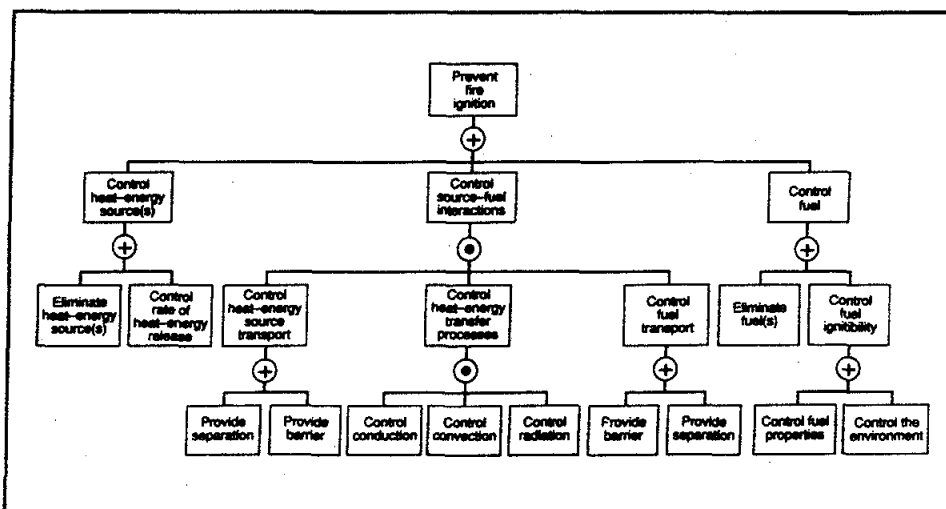 Prevent
fire
ignition
+
Control
heat–energy
source(s)
Control
source–fuel
interactions
Control
fuel
+
+
Eliminate
heat–energy
source(s)
Control
rate of
heat–energy
release
Control
heat–energy
source
transport
Control
heat–energy
transfer
processes
Control
fuel
transport
Eliminate
fuel(s)
Control
fuel
ignitibility
+
+
+
Provide
separation
Provide
barrier
Control
conduction
Control
convection
Control
radiation
Provide
barrier
Provide
separation
Control fuel
properties
Control the
environment